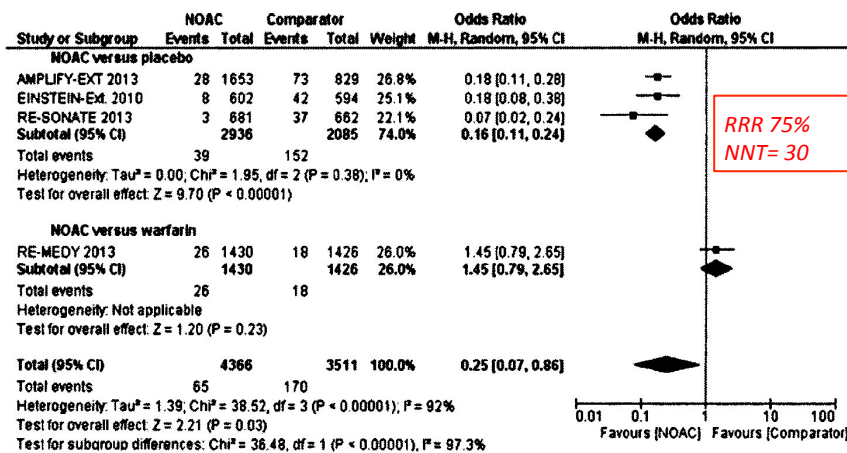 NOAC Comparator Odds Ratio Odds Ratio
Study or Subgroup Events Total Events Total Weight M-H, Random, 95% CI M-H, Random, 95% CI
NOAC versus placebo
AMPLIFY-EXT 2013 28 1653 73 829 26.8% 0.18 [0.11, 0.28]
EINSTEIN-Ext. 2010 8 602 42 594 25.1% 0.18 [0.08, 0.38]
RE-SONATE 2013 3 681 37 662 22.1% 0.07 [0.02, 0.24]
Subtotal (95% CI) 2936 2085 74.0% 0.16 [0.11, 0.24]
Total events 39 152
Heterogeneity: Tau² = 0.00; Chi² = 1.95, df = 2 (P = 0.38); I² = 0%
Test for overall effect: Z = 9.70 (P < 0.00001)
RRR 75%
NNT= 30
NOAC versus warfarin
RE-MEDY 2013 26 1430 18 1426 26.0% 1.45 [0.79, 2.65]
Subtotal (95% CI) 1430 1426 26.0% 1.45 [0.79, 2.65]
Total events 26 18
Heterogeneity: Not applicable
Test for overall effect: Z = 1.20 (P = 0.23)
Total (95% CI) 4366 3511 100.0% 0.25 [0.07, 0.86]
Total events 65 170
Heterogeneity: Tau² = 1.39; Chi² = 38.52, df = 3 (P < 0.00001); I² = 92%
Test for overall effect: Z = 2.21 (P = 0.03)
Test for subgroup differences: Chi² = 36.48, df = 1 (P < 0.00001), I² = 97.3%
0.01 0.1 1 10 100
Favours [NOAC] Favours [Comparator]